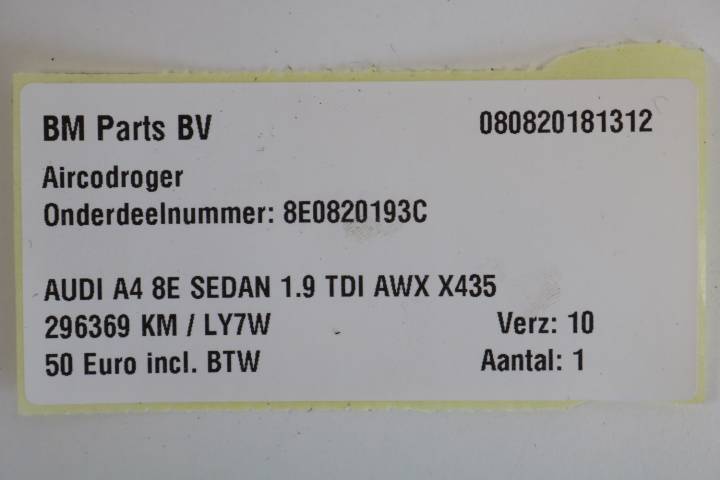 BM Parts BV 080820181312
Aircodroger
Onderdeelnummer: 8E0820193C
AUDI A4 8E SEDAN 1.9 TDI AWX X435
296369 KM / LY7W Verz: 10
50 Euro incl. BTW Aantal: 1